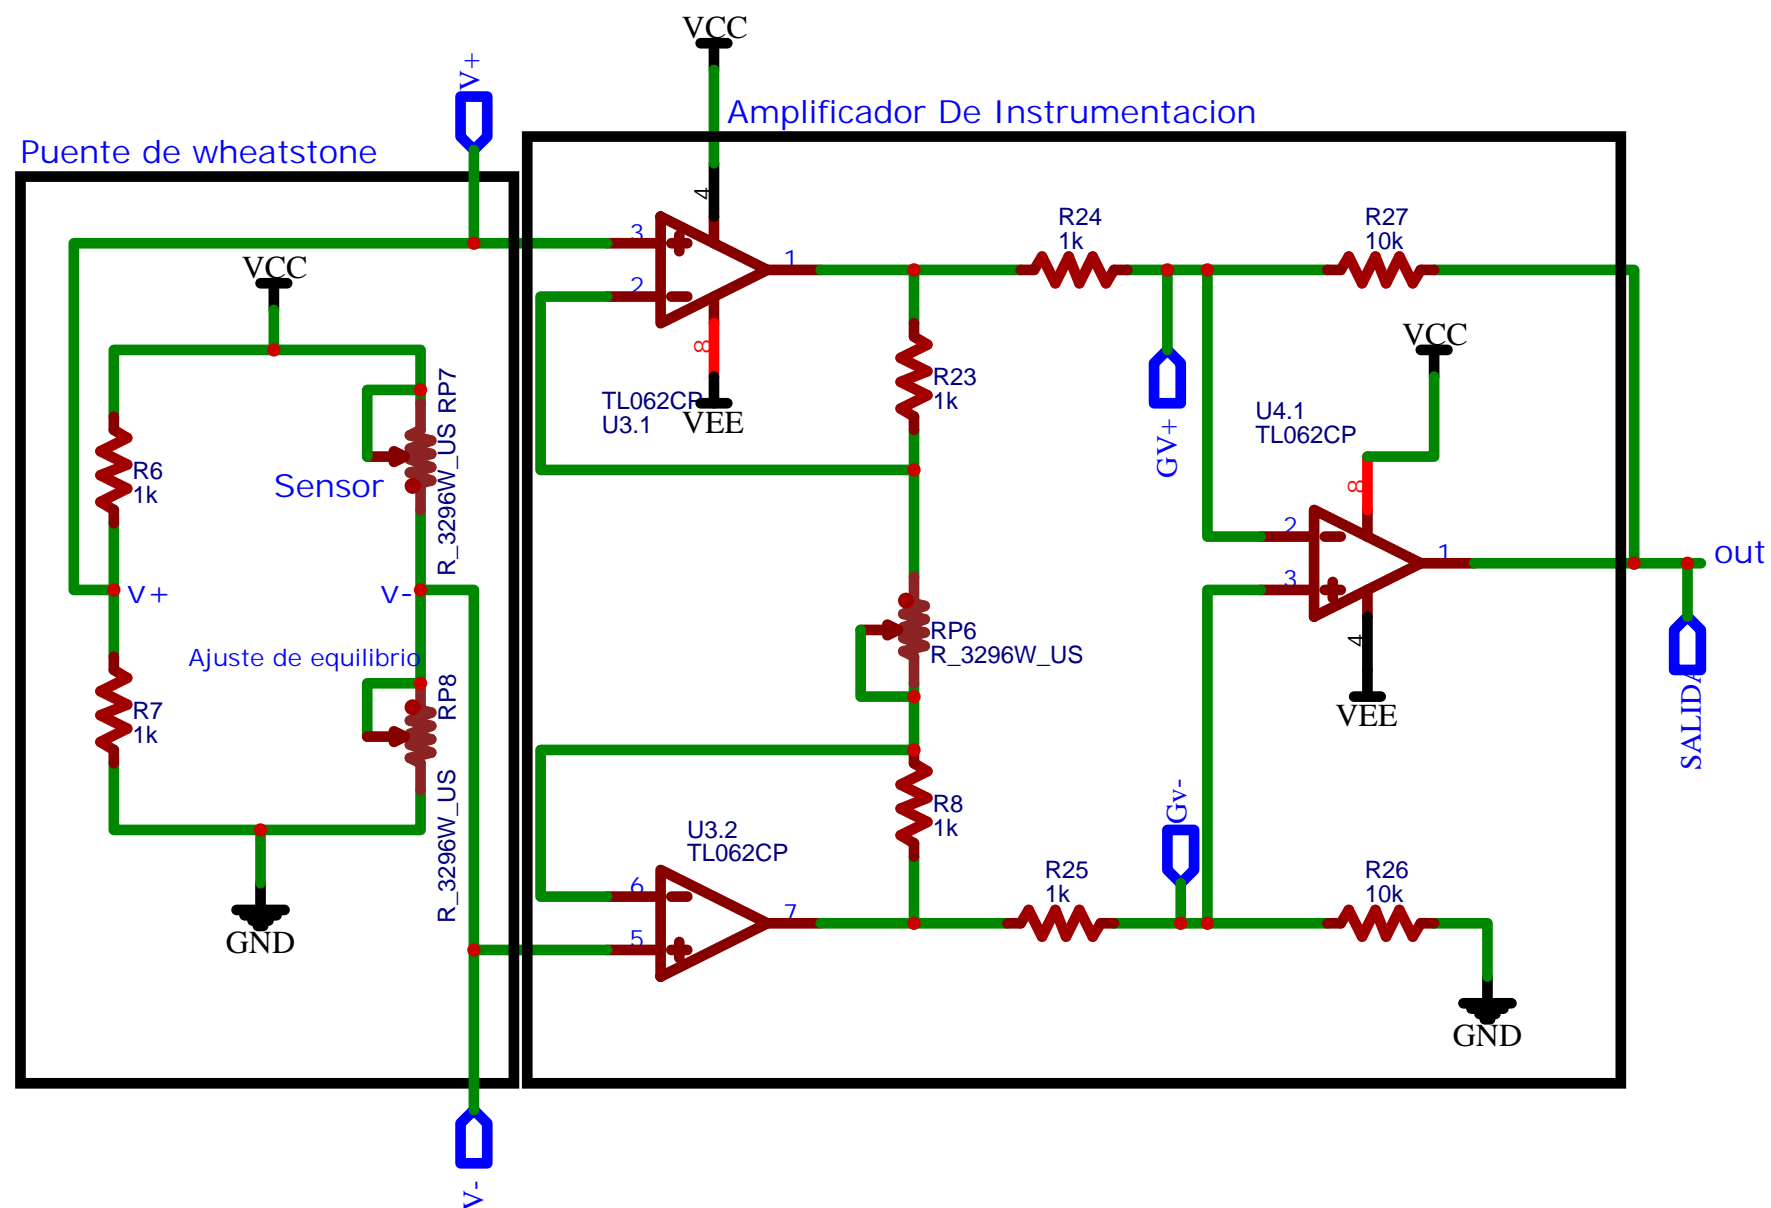 VCC
V+
Amplificador De Instrumentacion
Puente de wheatstone
4
3
1
2
8
TL062CP
U3.1
VEE
R24
1k
R27
10k
VCC
R23
1k
RP7
R_3296W_US
Sensor
R6
1k
V+
V-
Ajuste de equilibrio
R7
1k
RP8
R_3296W_US
GND
GV+
U4.1
TL062CP
VCC
8
2
3
1
4
VEE
out
SALIDA
RP6
R_3296W_US
R8
1k
U3.2
TL062CP
6
5
7
R25
1k
Gv-
R26
10k
GND
V-